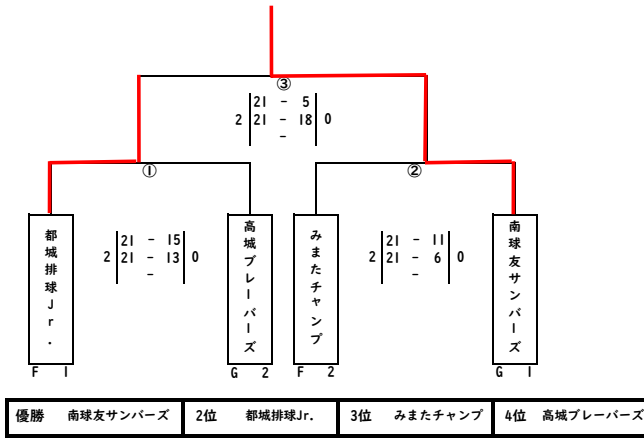 ③
21 - 5
2 21 - 18 0
-
①
②
都城排球Jr.
21 - 15
2 21 - 13 0
-
高城ブレーバーズ
みまたチャンプ
21 - 11
2 21 - 6 0
-
南球友サンバーズ
F 1
G 2
F 2
G 1
優勝 南球友サンバーズ 2位 都城排球Jr. 3位 みまたチャンプ 4位 高城ブレーバーズ